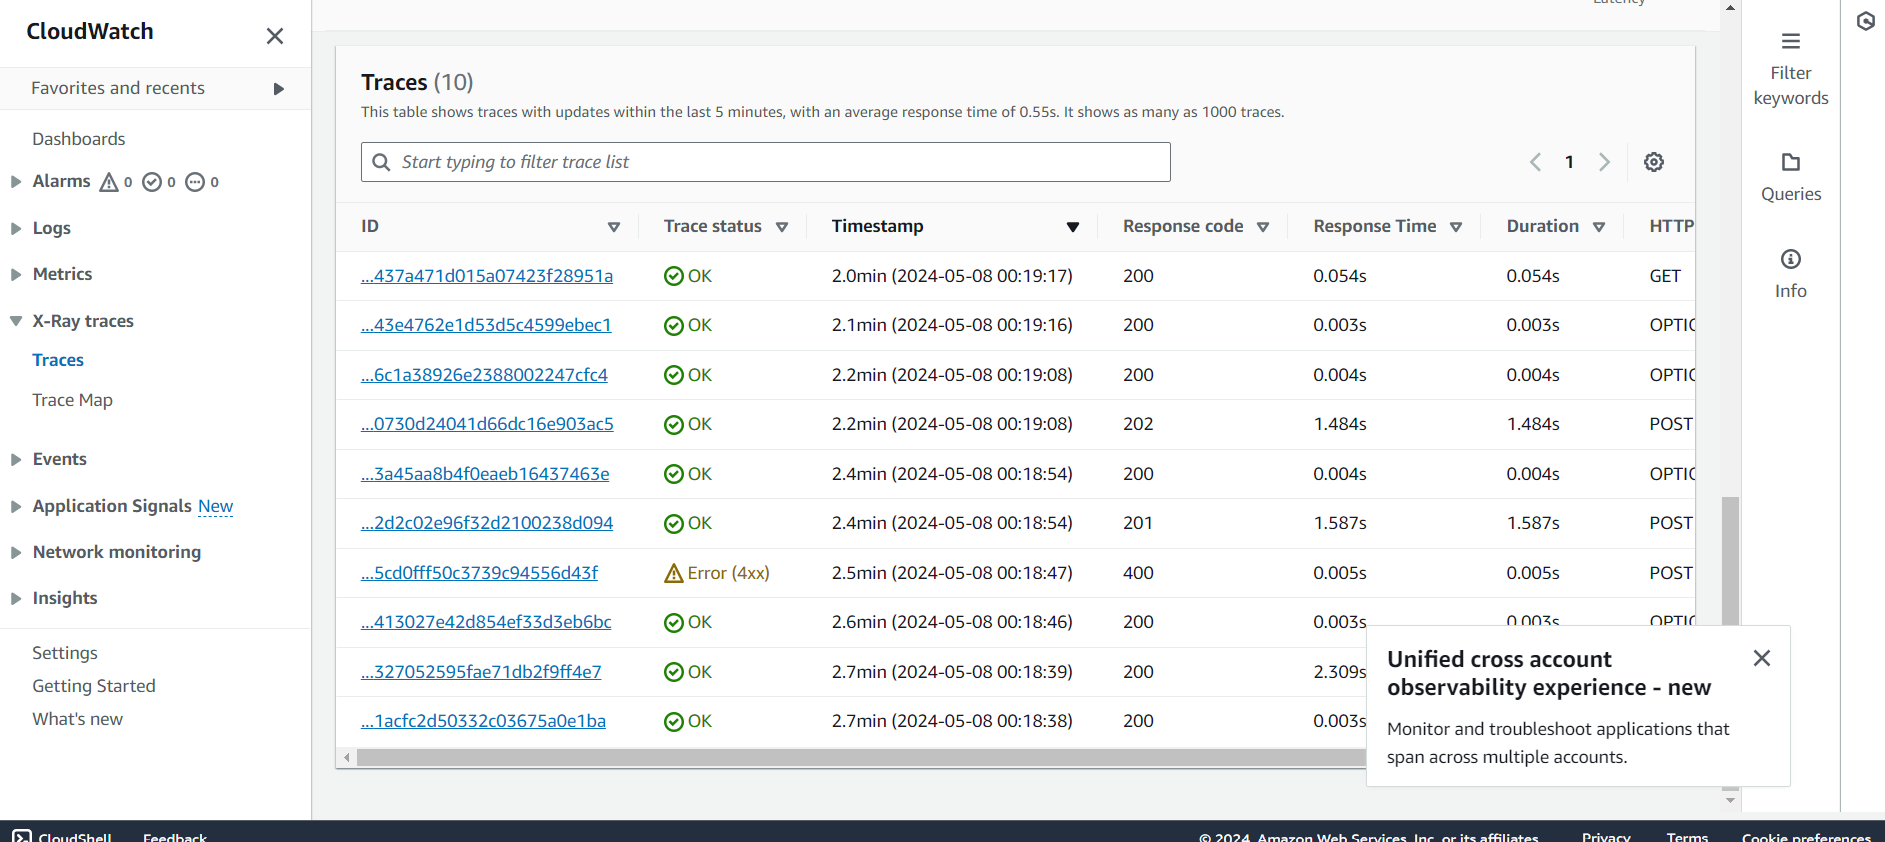 CloudWatch
Favorites and recents
Dashboards
Alarms 0 0 0
Logs
Metrics
X-Ray traces
Traces
Trace Map
Events
Application Signals New
Network monitoring
Insights
Settings
Getting Started
What's new
Latency
Traces (10)
This table shows traces with updates within the last 5 minutes, with an average response time of 0.55s. It shows as many as 1000 traces.
Start typing to filter trace list
1
ID Trace status Timestamp Response code Response Time Duration HTTP
...437a471d015a07423f28951a OK 2.0min (2024-05-08 00:19:17) 200 0.054s 0.054s GET
...43e4762e1d53d5c4599ebec1 OK 2.1min (2024-05-08 00:19:16) 200 0.003s 0.003s OPTIO
...6c1a38926e2388002247cfc4 OK 2.2min (2024-05-08 00:19:08) 200 0.004s 0.004s OPTIO
...0730d24041d66dc16e903ac5 OK 2.2min (2024-05-08 00:19:08) 202 1.484s 1.484s POST
...3a45aa8b4f0eaeb16437463e OK 2.4min (2024-05-08 00:18:54) 200 0.004s 0.004s OPTIO
...2d2c02e96f32d2100238d094 OK 2.4min (2024-05-08 00:18:54) 201 1.587s 1.587s POST
...5cd0fff50c3739c94556d43f Error (4xx) 2.5min (2024-05-08 00:18:47) 400 0.005s 0.005s POST
...413027e42d854ef33d3eb6bc OK 2.6min (2024-05-08 00:18:46) 200 0.003s 0.003s OPTIO
...327052595fae71db2f9ff4e7 OK 2.7min (2024-05-08 00:18:39) 200 2.309s
...1acfc2d50332c03675a0e1ba OK 2.7min (2024-05-08 00:18:38) 200 0.003s
Unified cross account
observability experience - new
Monitor and troubleshoot applications that
span across multiple accounts.
Filter
keywords
Queries
Info
CloudShell Feedback © 2024, Amazon Web Services, Inc. or its affiliates. Privacy Terms Cookie preferences